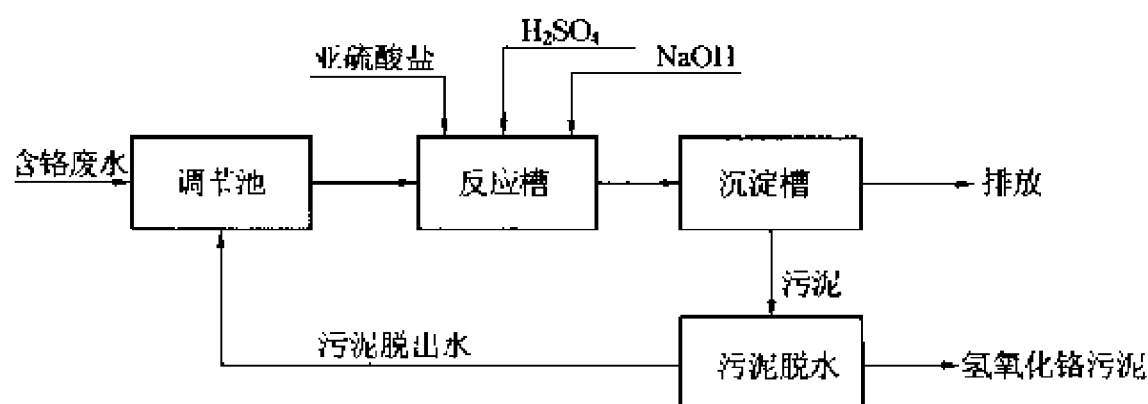 H₂SO₄
亚硫酸盐
NaOH
含铬废水
调节池
反应槽
沉淀槽
排放
污泥
污泥脱出水
污泥脱水
氢氧化铬污泥